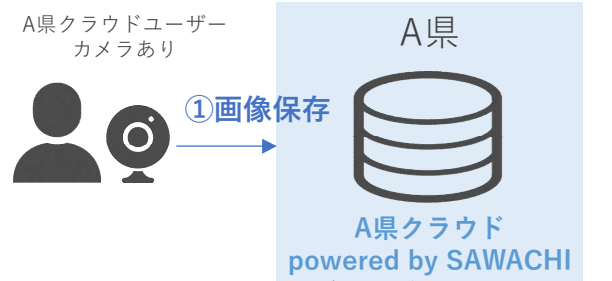 A県クラウドユーザー
カメラあり
A県
①画像保存
A県クラウド
powered by SAWACHI